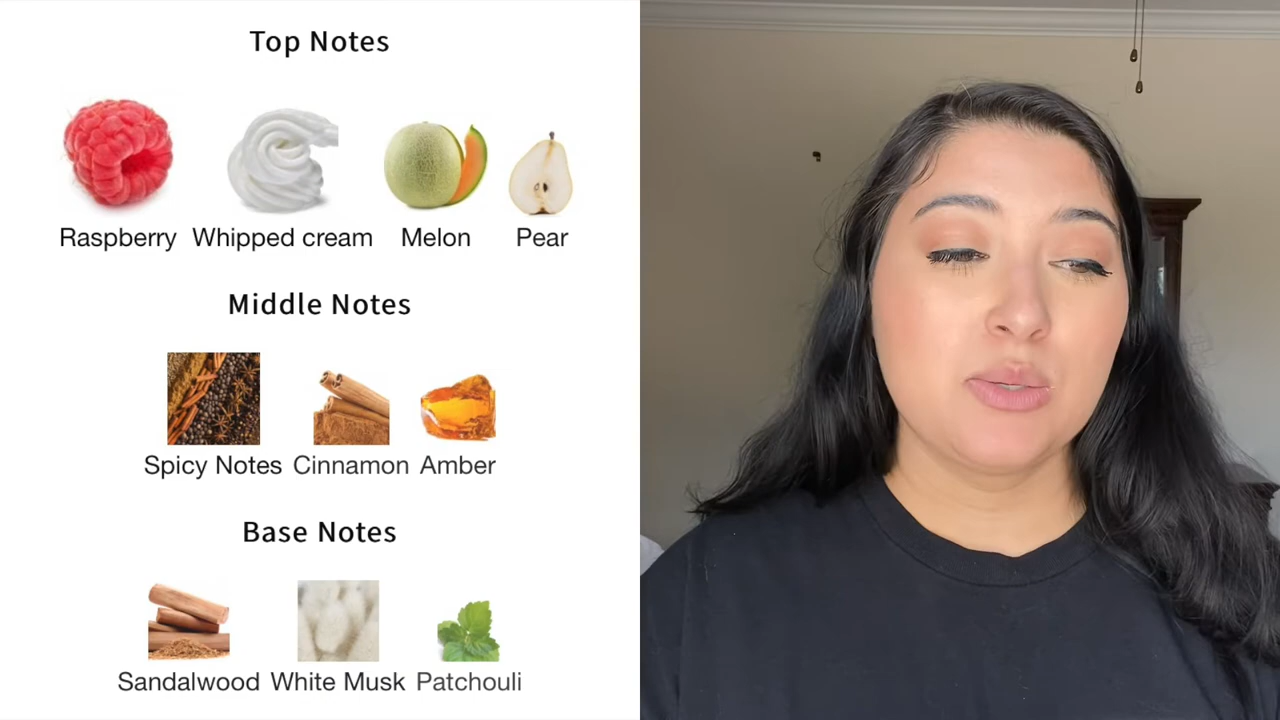 Top Notes
Raspberry Whipped cream Melon Pear
Middle Notes
Spicy Notes Cinnamon Amber
Base Notes
Sandalwood White Musk Patchouli